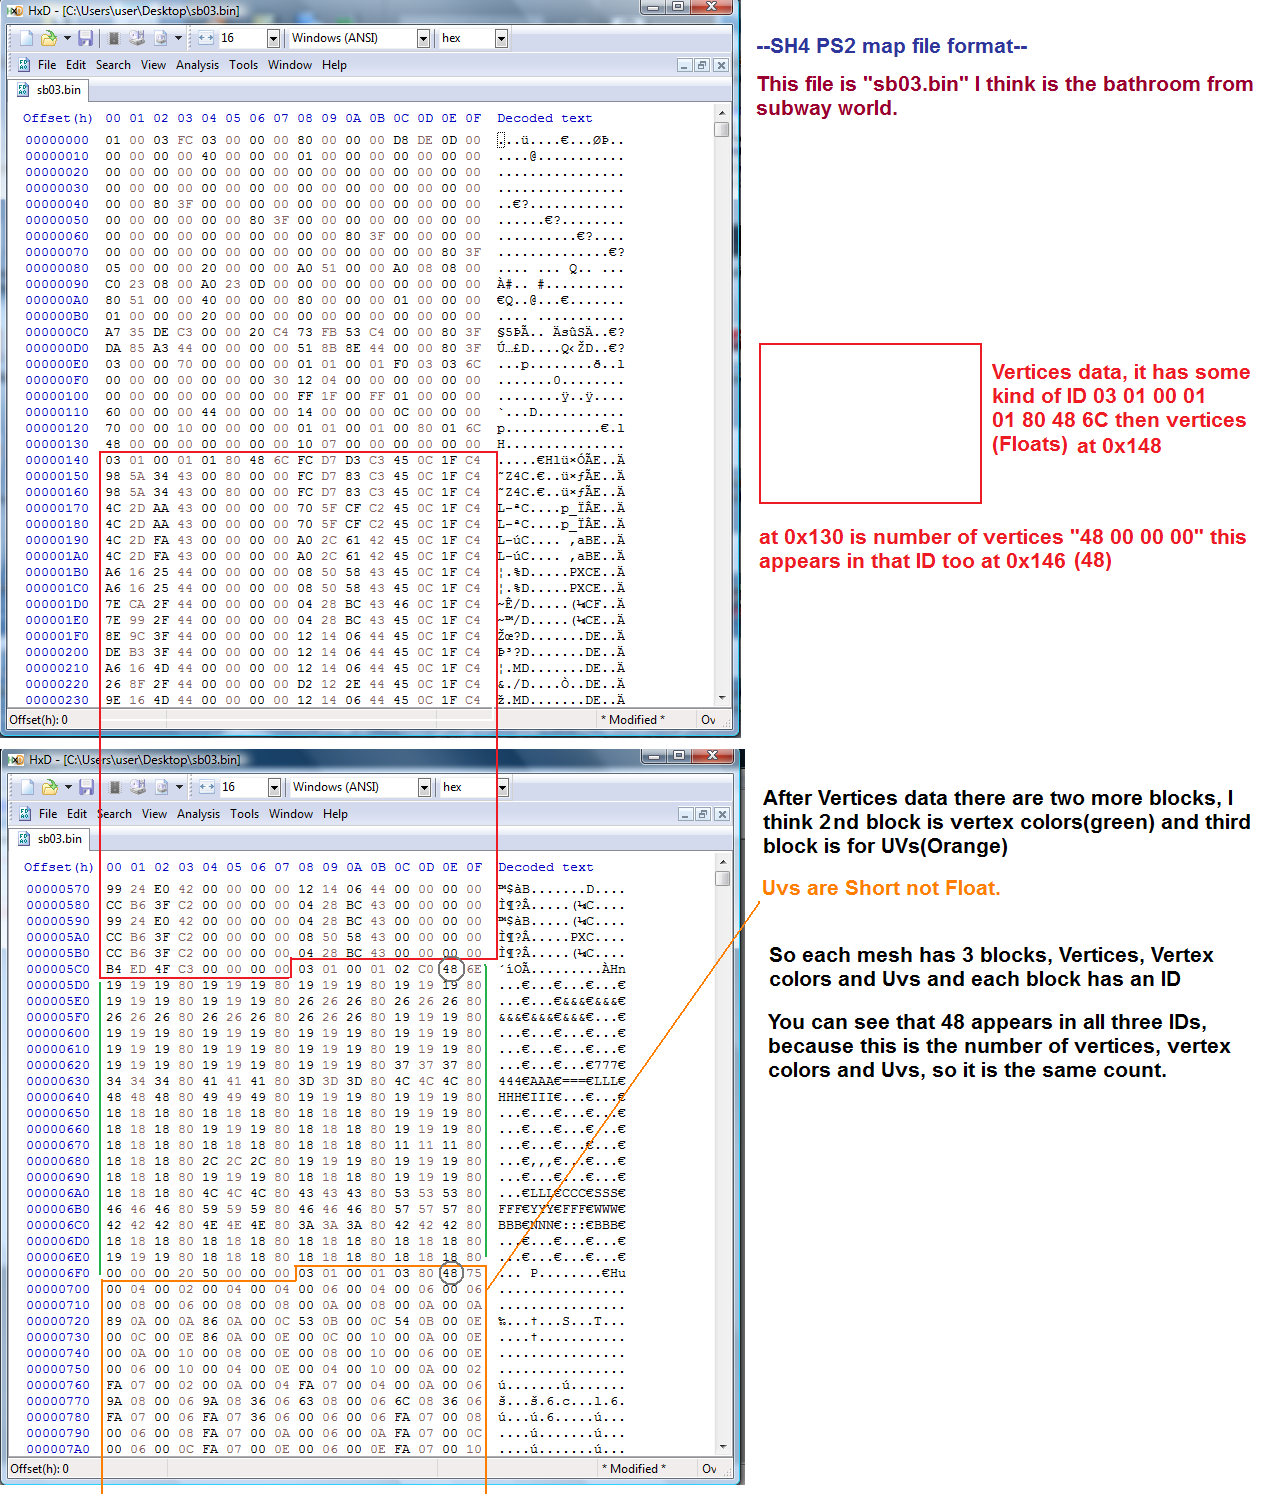 HxD - [C:\Users\user\Desktop\sb03.bin]
16 Windows (ANSI) hex
File Edit Search View Analysis Tools Window Help
sb03.bin
Offset(h) 00 01 02 03 04 05 06 07 08 09 0A 0B 0C 0D 0E 0F Decoded text
00000000 01 00 03 FC 03 00 00 00 80 00 00 00 D8 DE 0D 00 ...ü....€...ØÞ..
00000010 00 00 00 00 40 00 00 00 01 00 00 00 00 00 00 00 ....@...........
00000020 00 00 00 00 00 00 00 00 00 00 00 00 00 00 00 00 ................
00000030 00 00 00 00 00 00 00 00 00 00 00 00 00 00 00 00 ................
00000040 00 00 80 3F 00 00 00 00 00 00 00 00 00 00 00 00 ..€?............
00000050 00 00 00 00 00 00 80 3F 00 00 00 00 00 00 00 00 ......€?........
00000060 00 00 00 00 00 00 00 00 00 00 80 3F 00 00 00 00 ..........€?....
00000070 00 00 00 00 00 00 00 00 00 00 00 00 00 00 80 3F ..............€?
00000080 05 00 00 00 20 00 00 00 A0 51 00 00 A0 08 08 00 .... ... Q.. ...
00000090 C0 23 08 00 A0 23 0D 00 00 00 00 00 00 00 00 00 À#.. #..........
000000A0 80 51 00 00 40 00 00 00 80 00 00 00 01 00 00 00 €Q..@...€.......
000000B0 01 00 00 00 20 00 00 00 00 00 00 00 00 00 00 00 .... ...........
000000C0 A7 35 DE C3 00 00 20 C4 73 FB 53 C4 00 00 80 3F §5ÞÃ.. ÄsûSÄ..€?
000000D0 DA 85 A3 44 00 00 00 00 51 8B 8E 44 00 00 80 3F Ú…£D....Q‹ŽD..€?
000000E0 03 00 00 70 00 00 00 00 01 01 00 01 F0 03 03 6C ...p........ð..l
000000F0 00 00 00 00 00 00 00 30 12 04 00 00 00 00 00 00 .......0........
00000100 00 00 00 00 00 00 00 00 FF 1F 00 FF 01 00 00 00 ........ÿ..ÿ....
00000110 60 00 00 00 44 00 00 00 14 00 00 00 0C 00 00 00 `...D...........
00000120 70 00 00 10 00 00 00 00 01 01 00 01 00 80 01 6C p............€.l
00000130 48 00 00 00 00 00 00 00 10 07 00 00 00 00 00 00 H...............
00000140 03 01 00 01 01 80 48 6C FC D7 D3 C3 45 0C 1F C4 .....€Hlü×ÓÃE..Ä
00000150 98 5A 34 43 00 80 00 00 FC D7 83 C3 45 0C 1F C4 ˜Z4C.€..ü×ƒÃE..Ä
00000160 98 5A 34 43 00 80 00 00 FC D7 83 C3 45 0C 1F C4 ˜Z4C.€..ü×ƒÃE..Ä
00000170 4C 2D AA 43 00 00 00 00 70 5F CF C2 45 0C 1F C4 L-ªC....p_ÏÂE..Ä
00000180 4C 2D AA 43 00 00 00 00 70 5F CF C2 45 0C 1F C4 L-ªC....p_ÏÂE..Ä
00000190 4C 2D FA 43 00 00 00 00 A0 2C 61 42 45 0C 1F C4 L-úC.... ,aBE..Ä
000001A0 4C 2D FA 43 00 00 00 00 A0 2C 61 42 45 0C 1F C4 L-úC.... ,aBE..Ä
000001B0 A6 16 25 44 00 00 00 00 08 50 58 43 45 0C 1F C4 ¦.%D.....PXCE..Ä
000001C0 A6 16 25 44 00 00 00 00 08 50 58 43 45 0C 1F C4 ¦.%D.....PXCE..Ä
000001D0 7E CA 2F 44 00 00 00 00 04 28 BC 43 46 0C 1F C4 ~Ê/D.....(¼CF..Ä
000001E0 7E 99 2F 44 00 00 00 00 04 28 BC 43 45 0C 1F C4 ~™/D.....(¼CE..Ä
000001F0 8E 9C 3F 44 00 00 00 00 12 14 06 44 45 0C 1F C4 Žœ?D.......DE..Ä
00000200 DE B3 3F 44 00 00 00 00 12 14 06 44 45 0C 1F C4 Þ³?D.......DE..Ä
00000210 A6 16 4D 44 00 00 00 00 12 14 06 44 45 0C 1F C4 ¦.MD.......DE..Ä
00000220 26 8F 2F 44 00 00 00 00 D2 12 2E 44 45 0C 1F C4 &./D....Ò..DE..Ä
00000230 9E 16 4D 44 00 00 00 00 12 14 06 44 45 0C 1F C4 ž.MD.......DE..Ä
Offset(h): 0 * Modified * Ov
--SH4 PS2 map file format--
This file is "sb03.bin" I think is the bathroom from
subway world.
Vertices data, it has some
kind of ID 03 01 00 01
01 80 48 6C then vertices
(Floats) at 0x148
at 0x130 is number of vertices "48 00 00 00" this
appears in that ID too at 0x146 (48)
HxD - [C:\Users\user\Desktop\sb03.bin]
16 Windows (ANSI) hex
File Edit Search View Analysis Tools Window Help
sb03.bin
Offset(h) 00 01 02 03 04 05 06 07 08 09 0A 0B 0C 0D 0E 0F Decoded text
00000570 99 24 E0 42 00 00 00 00 12 14 06 44 00 00 00 00 ™$àB.......D....
00000580 CC B6 3F C2 00 00 00 00 04 28 BC 43 00 00 00 00 Ì¶?Â.....(¼C....
00000590 99 24 E0 42 00 00 00 00 04 28 BC 43 00 00 00 00 ™$àB.....(¼C....
000005A0 CC B6 3F C2 00 00 00 00 08 50 58 43 00 00 00 00 Ì¶?Â.....PXC....
000005B0 CC B6 3F C2 00 00 00 00 04 28 BC 43 00 00 00 00 Ì¶?Â.....(¼C....
000005C0 B4 ED 4F C3 00 00 00 00 03 01 00 01 02 C0 48 6E ´íOÃ.........ÀHn
000005D0 19 19 19 80 19 19 19 80 19 19 19 80 19 19 19 80 ...€...€...€...€
000005E0 19 19 19 80 19 19 19 80 26 26 26 80 26 26 26 80 ...€...€&&&€&&&€
000005F0 26 26 26 80 26 26 26 80 26 26 26 80 19 19 19 80 &&&€&&&€&&&€...€
00000600 19 19 19 80 19 19 19 80 19 19 19 80 19 19 19 80 ...€...€...€...€
00000610 19 19 19 80 19 19 19 80 19 19 19 80 19 19 19 80 ...€...€...€...€
00000620 19 19 19 80 19 19 19 80 19 19 19 80 37 37 37 80 ...€...€...€777€
00000630 34 34 34 80 41 41 41 80 3D 3D 3D 80 4C 4C 4C 80 444€AAA€===€LLL€
00000640 48 48 48 80 49 49 49 80 19 19 19 80 19 19 19 80 HHH€III€...€...€
00000650 18 18 18 80 18 18 18 80 19 19 19 80 18 18 18 80 ...€...€...€...€
00000660 18 18 18 80 19 19 19 80 18 18 18 80 19 19 19 80 ...€...€...€...€
00000670 18 18 18 80 18 18 18 80 18 18 18 80 11 11 11 80 ...€...€...€...€
00000680 18 18 18 80 2C 2C 2C 80 19 19 19 80 19 19 19 80 ...€,,,€...€...€
00000690 18 18 18 80 19 19 19 80 18 18 18 80 19 19 19 80 ...€...€...€...€
000006A0 18 18 18 80 4C 4C 4C 80 43 43 43 80 53 53 53 80 ...€LLL€CCC€SSS€
000006B0 46 46 46 80 59 59 59 80 46 46 46 80 57 57 57 80 FFF€YYY€FFF€WWW€
000006C0 42 42 42 80 4E 4E 4E 80 3A 3A 3A 80 42 42 42 80 BBB€NNN€:::€BBB€
000006D0 18 18 18 80 18 18 18 80 18 18 18 80 18 18 18 80 ...€...€...€...€
000006E0 19 19 19 80 18 18 18 80 18 18 18 80 18 18 18 80 ...€...€...€...€
000006F0 00 00 00 20 50 00 00 00 03 01 00 01 03 80 48 75 ... P........€Hu
00000700 00 04 00 02 00 04 00 04 00 06 00 04 00 06 00 06 ................
00000710 00 08 00 06 00 08 00 08 00 0A 00 08 00 0A 00 0A ................
00000720 89 0A 00 0A 86 0A 00 0C 53 0B 00 0C 54 0B 00 0E ‰...†...S...T...
00000730 00 0C 00 0E 86 0A 00 0E 00 0C 00 10 00 0A 00 0E ....†...........
00000740 00 0A 00 10 00 08 00 0E 00 08 00 10 00 06 00 0E ................
00000750 00 06 00 10 00 04 00 0E 00 04 00 10 00 0A 00 02 ................
00000760 FA 07 00 02 00 0A 00 04 FA 07 00 04 00 0A 00 06 ú.......ú.......
00000770 9A 08 00 06 9A 08 36 06 63 08 00 06 6C 08 36 06 š...š.6.c...l.6.
00000780 FA 07 00 06 FA 07 36 06 00 06 00 06 FA 07 00 08 ú...ú.6.....ú...
00000790 00 06 00 08 FA 07 00 0A 00 06 00 0A FA 07 00 0C ....ú.......ú...
000007A0 00 06 00 0C FA 07 00 0E 00 06 00 0E FA 07 00 10 ....ú.......ú...
Offset(h): 0 * Modified * Ov
After Vertices data there are two more blocks, I
think 2nd block is vertex colors(green) and third
block is for UVs(Orange)
Uvs are Short not Float.
So each mesh has 3 blocks, Vertices, Vertex
colors and Uvs and each block has an ID
You can see that 48 appears in all three IDs,
because this is the number of vertices, vertex
colors and Uvs, so it is the same count.